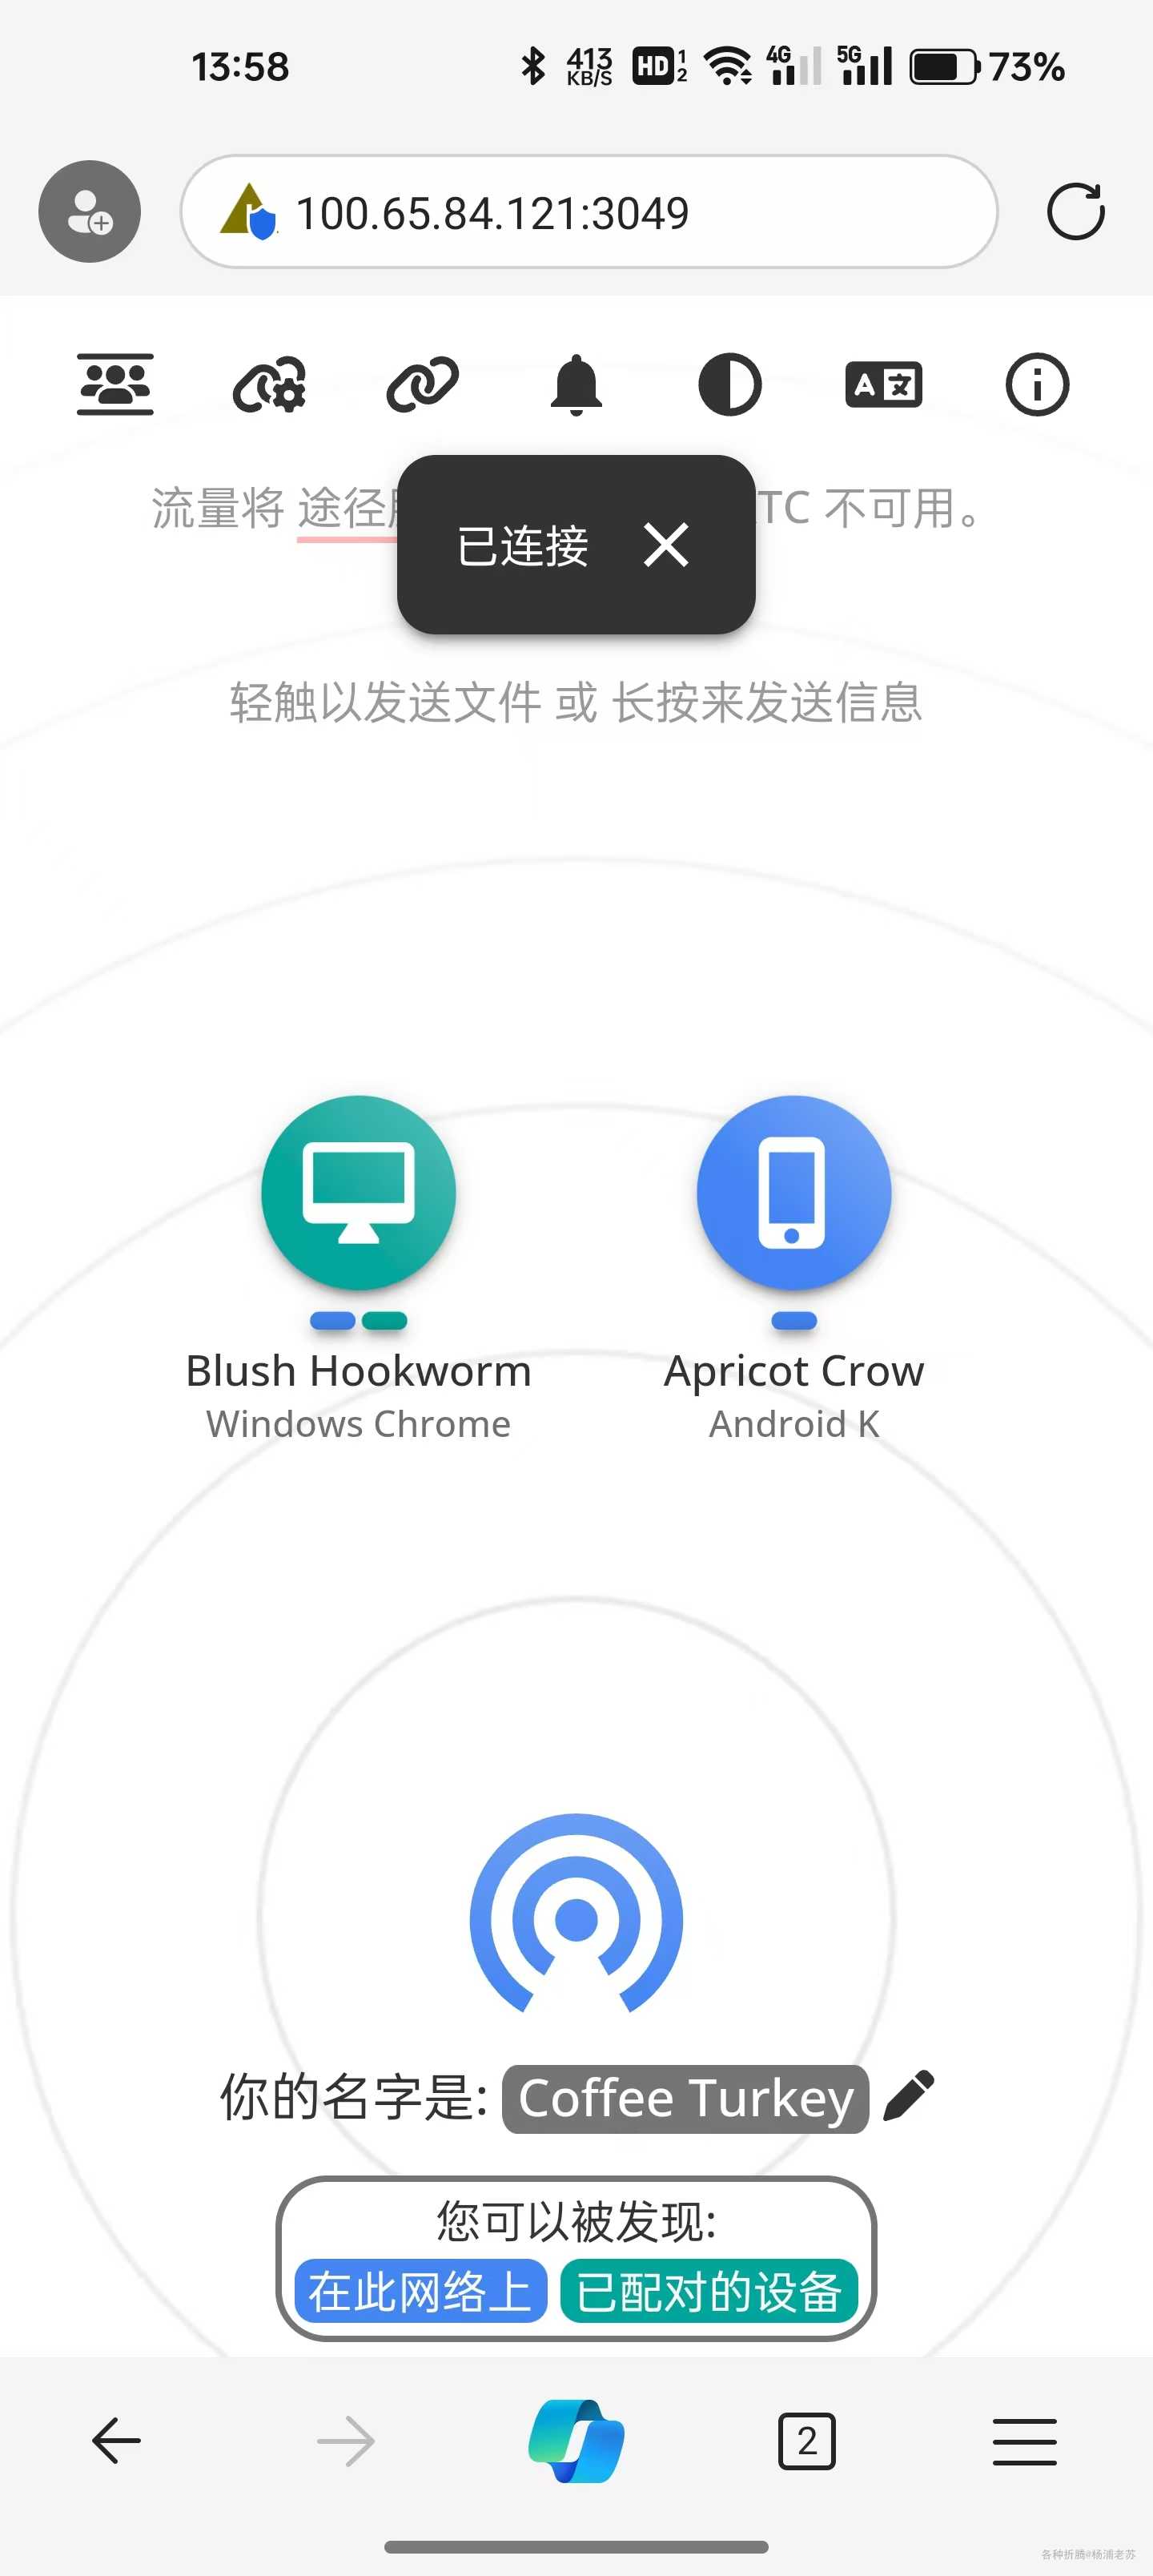 13:58
413 KB/S HD 1 2 4G 5G 73%
100.65.84.121:3049
A 文
流量将 途径
已连接
TC 不可用。
轻触以发送文件 或 长按来发送信息
Blush Hookworm
Apricot Crow
Windows Chrome
Android K
你的名字是: Coffee Turkey
您可以被发现:
在此网络上 已配对的设备
2
各种折腾#杨浦老苏